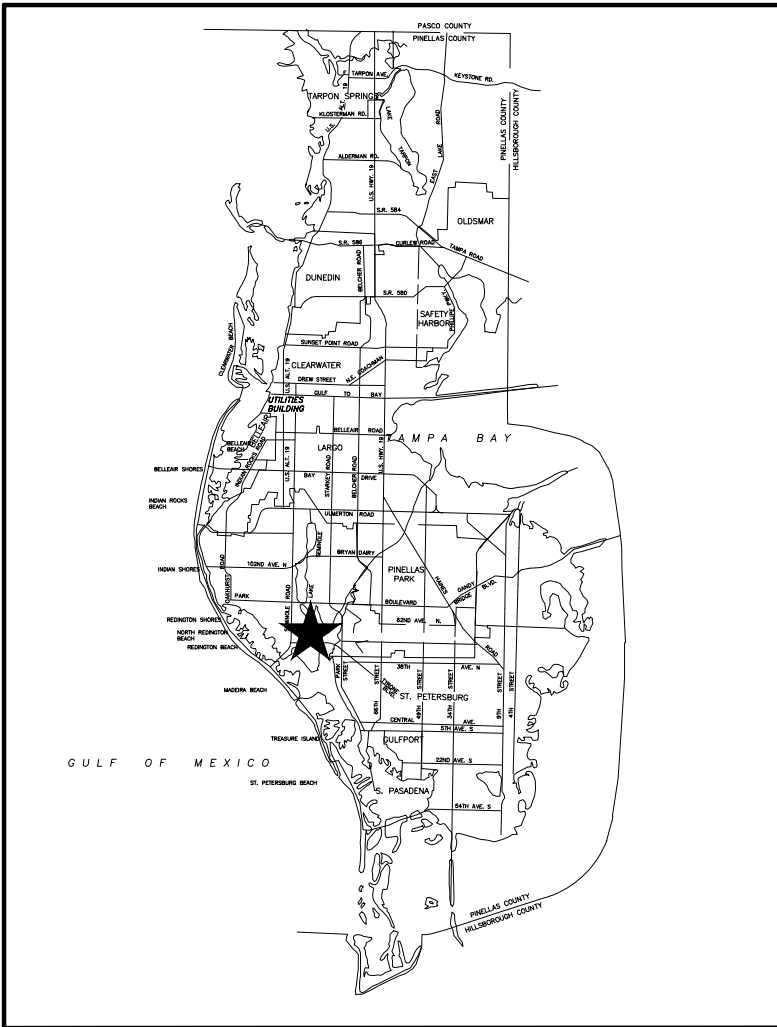 PASCO COUNTY
PINELLAS COUNTY
E. TARPON AVE.
KEYSTONE RD.
TARPON SPRINGS
KLOSTERMAN RD.
U.S. ALT. 19
LAKE TARPON
EAST LAKE ROAD
PINELLAS COUNTY
HILLSBOROUGH COUNTY
ALDERMAN RD.
U.S. HWY. 19
S.R. 584
OLDSMAR
S.R. 586
CURLEW ROAD
TAMPA ROAD
DUNEDIN
BELCHER ROAD
S.R. 580
SAFETY
HARBOR
PHILIPPE PKWY.
CLEARWATER BEACH
SUNSET POINT ROAD
CLEARWATER
N.E. COACHMAN
DREW STREET
U.S. ALT. 19
GULF TO BAY
UTILITIES
BUILDING
BELLEAIR
BELLEAIR ROAD
TAMPA BAY
BELLEAIR
BEACH
LARGO
INDIAN ROCKS ROAD
U.S. ALT. 19
STARKEY ROAD
BELCHER ROAD
U.S. HWY. 19
BELLEAIR SHORES
BAY DRIVE
INDIAN ROCKS
BEACH
ULMERTON ROAD
SEMINOLE
BRYAN DAIRY
102ND AVE. N
INDIAN SHORES
PINELLAS
PARK
OAKHURST ROAD
LAKE
HAINES ROAD
GANDY
BRIDGE BLVD.
PARK BOULEVARD
SEMINOLE ROAD
REDINGTON SHORES
62ND AVE. N.
NORTH REDINGTON
BEACH
REDINGTON BEACH
38TH AVE. N
PARK STREET
TYRONE BLVD.
MADEIRA BEACH
66TH STREET
49TH STREET
34TH STREET
9TH STREET
4TH STREET
ST. PETERSBURG
CENTRAL AVE.
5TH AVE. S
TREASURE ISLAND
GULFPORT
GULF OF MEXICO
22ND AVE. S
ST. PETERSBURG BEACH
S. PASADENA
54TH AVE. S
PINELLAS COUNTY
HILLSBOROUGH COUNTY